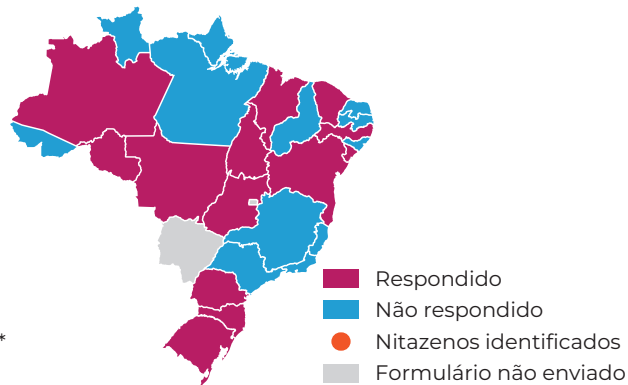 Respondido
Não respondido
*
Nitazenos identificados
Formulário não enviado